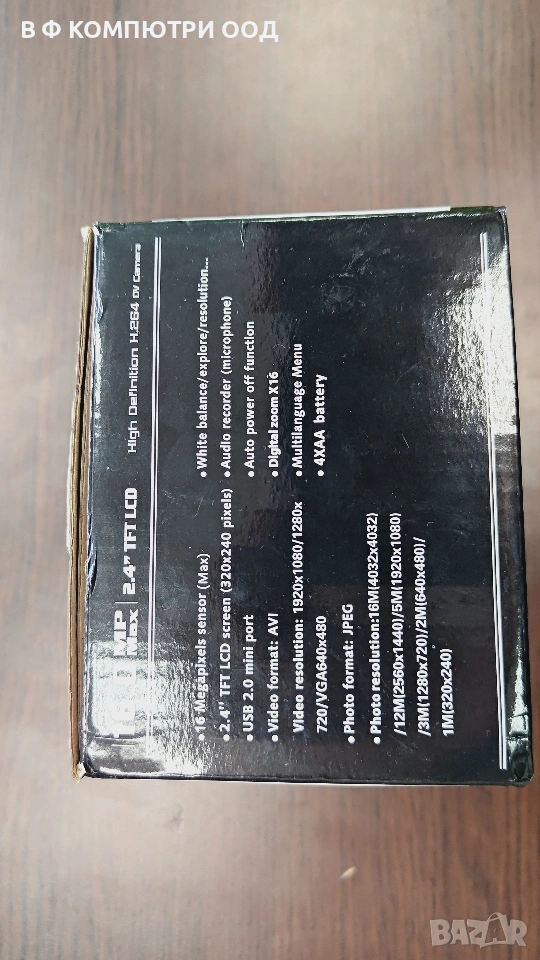 В Ф КОМПЮТРИ ООД
MP
Max
2.4" TFT LCD
High Definition H.264 DV Camera
• 16 Megapixels sensor (Max)
• 2.4'' TFT LCD screen (320x240 pixels)
• USB 2.0 mini port
• Video format: AVI
Video resolution: 1920x1080/1280x
720/VGA640x480
• Photo format: JPEG
• Photo resolution:16M(4032x4032)
/12M(2560x1440)/5M(1920x1080)
/3M(1280x720)/2M(640x480)/
1M(320x240)
• White balance/explore/resolution...
• Audio recorder (microphone)
• Auto power off function
• Digital zoom X16
• Multilanguage Menu
• 4XAA battery
BAZAR